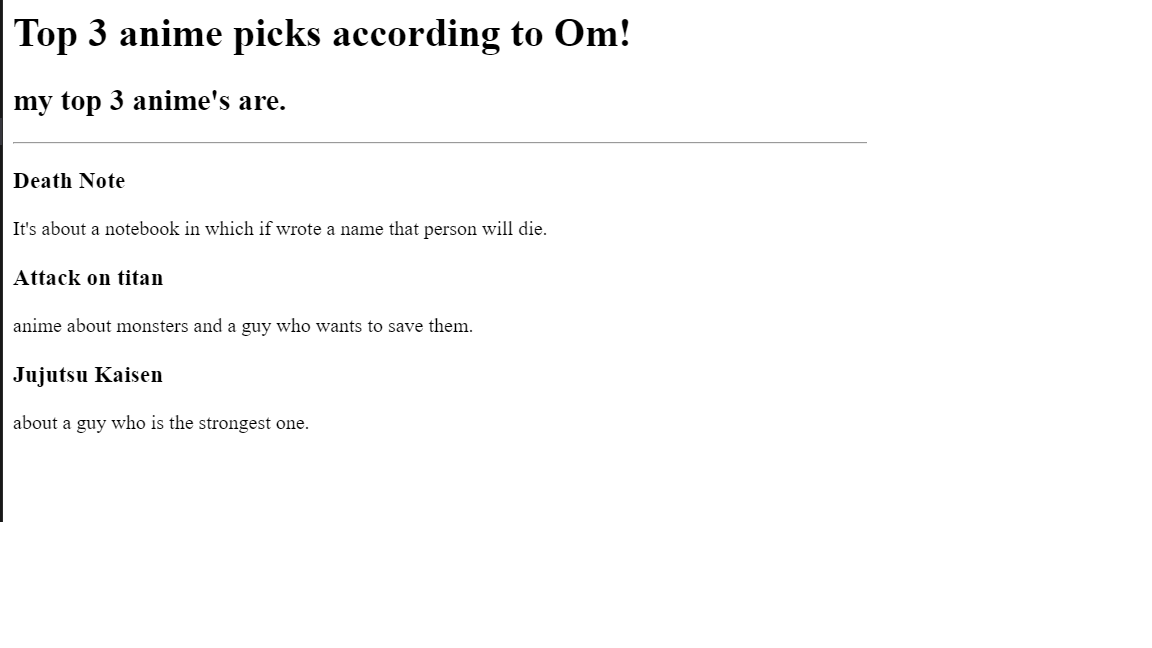 Top 3 anime picks according to Om!
my top 3 anime's are.
Death Note
It's about a notebook in which if wrote a name that person will die.
Attack on titan
anime about monsters and a guy who wants to save them.
Jujutsu Kaisen
about a guy who is the strongest one.